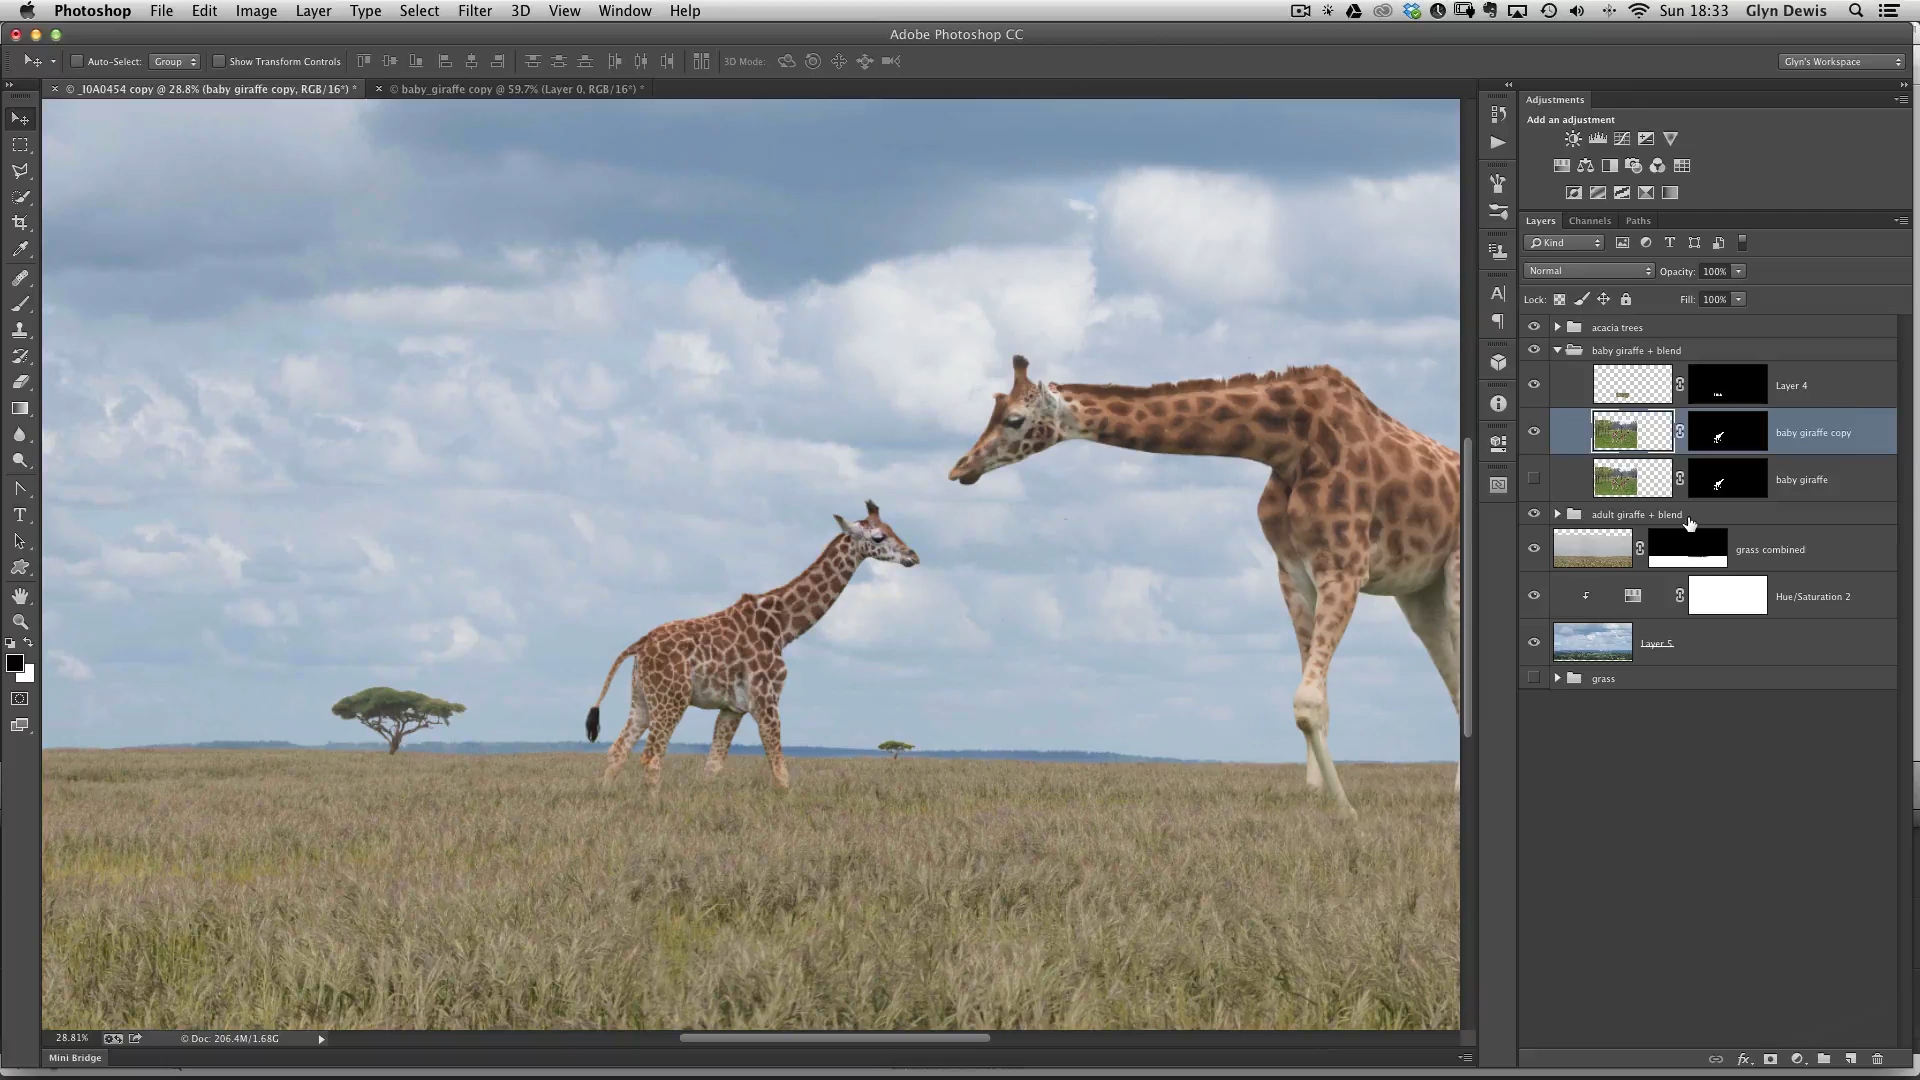 Photoshop File Edit Image Layer Type Select Filter 3D View Window Help Sun 18:33 Glyn Dewis
Adobe Photoshop CC
Auto-Select: Group Show Transform Controls 3D Mode: Glyn's Workspace
× © _I0A0454 copy @ 28.8% (baby giraffe copy, RGB/16*) * × © baby_giraffe copy @ 59.7% (Layer 0, RGB/16*) *
Adjustments
Add an adjustment
Layers Channels Paths
Kind
Normal Opacity: 100%
Lock: Fill: 100%
acacia trees
baby giraffe + blend
Layer 4
baby giraffe copy
baby giraffe
adult giraffe + blend
grass combined
Hue/Saturation 2
Layer 5
grass
28.81% © Doc: 206.4M/1.68G
Mini Bridge
fx